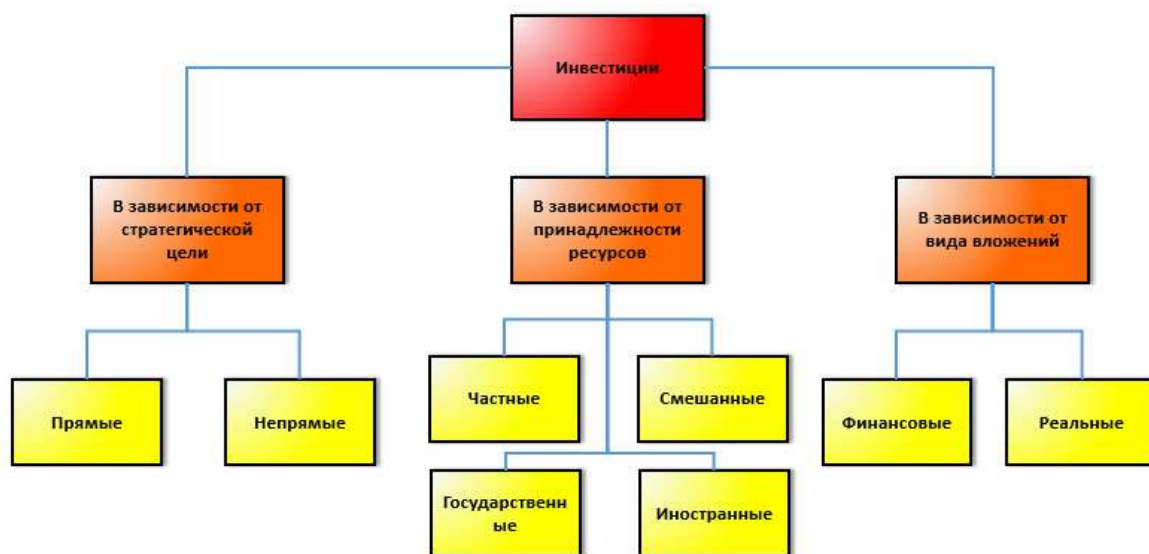 Инвестиции
В зависимости от
стратегической
цели
В зависимости от
принадлежности
ресурсов
В зависимости от
вида вложений
Прямые
Непрямые
Частные
Смешанные
Финансовые
Реальные
Государственн
ые
Иностранные